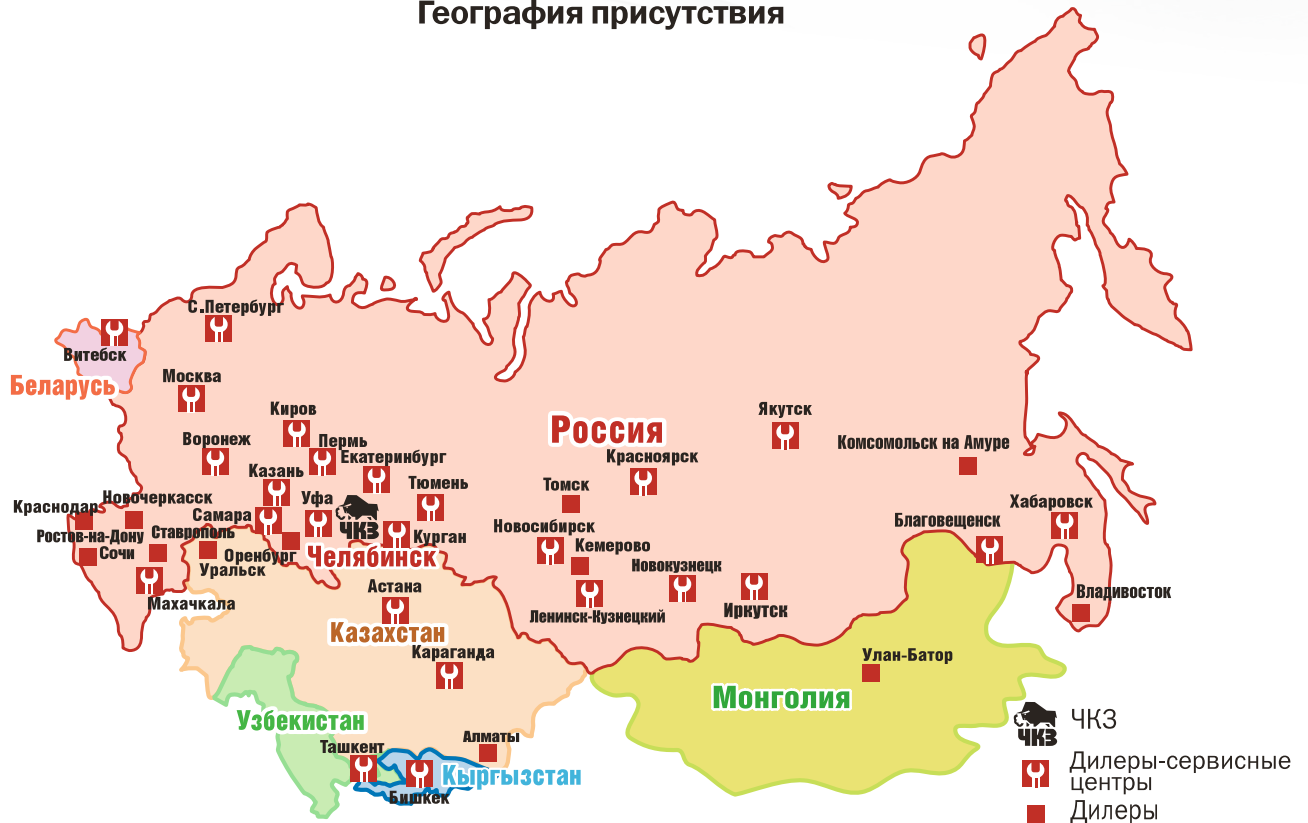 География присутствия
С.Петербург
Витебск
Беларусь
Москва
Киров
Якутск
Воронеж
Пермь
Россия
Комсомольск на Амуре
Екатеринбург
Красноярск
Казань
Тюмень
Томск
Новочеркасск
Уфа
Краснодар
Самара
ЧКЗ
Хабаровск
Благовещенск
Новосибирск
Ростов-на-Дону
Ставрополь
Курган
Сочи
Оренбург
Челябинск
Кемерово
Уральск
Новокузнецк
Астана
Владивосток
Махачкала
Ленинск-Кузнецкий
Иркутск
Казахстан
Караганда
Улан-Батор
Монголия
Узбекистан
Ташкент
Алматы
Кыргызстан
Бишкек
ЧКЗ
ЧКЗ
Дилеры-сервисные
центры
Дилеры